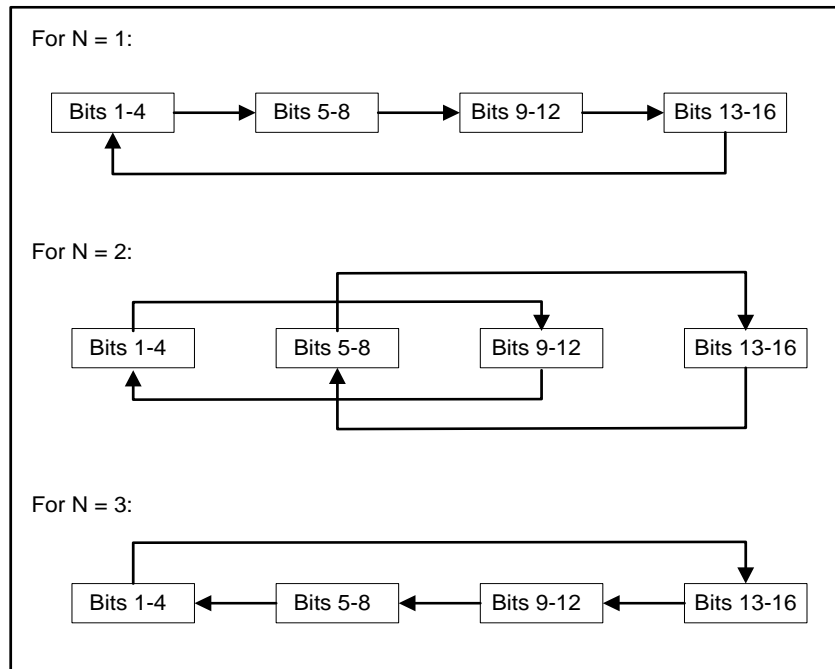 For N = 1:
Bits 1-4
Bits 5-8
Bits 9-12
Bits 13-16
For N = 2:
Bits 1-4
Bits 5-8
Bits 9-12
Bits 13-16
For N = 3:
Bits 1-4
Bits 5-8
Bits 9-12
Bits 13-16